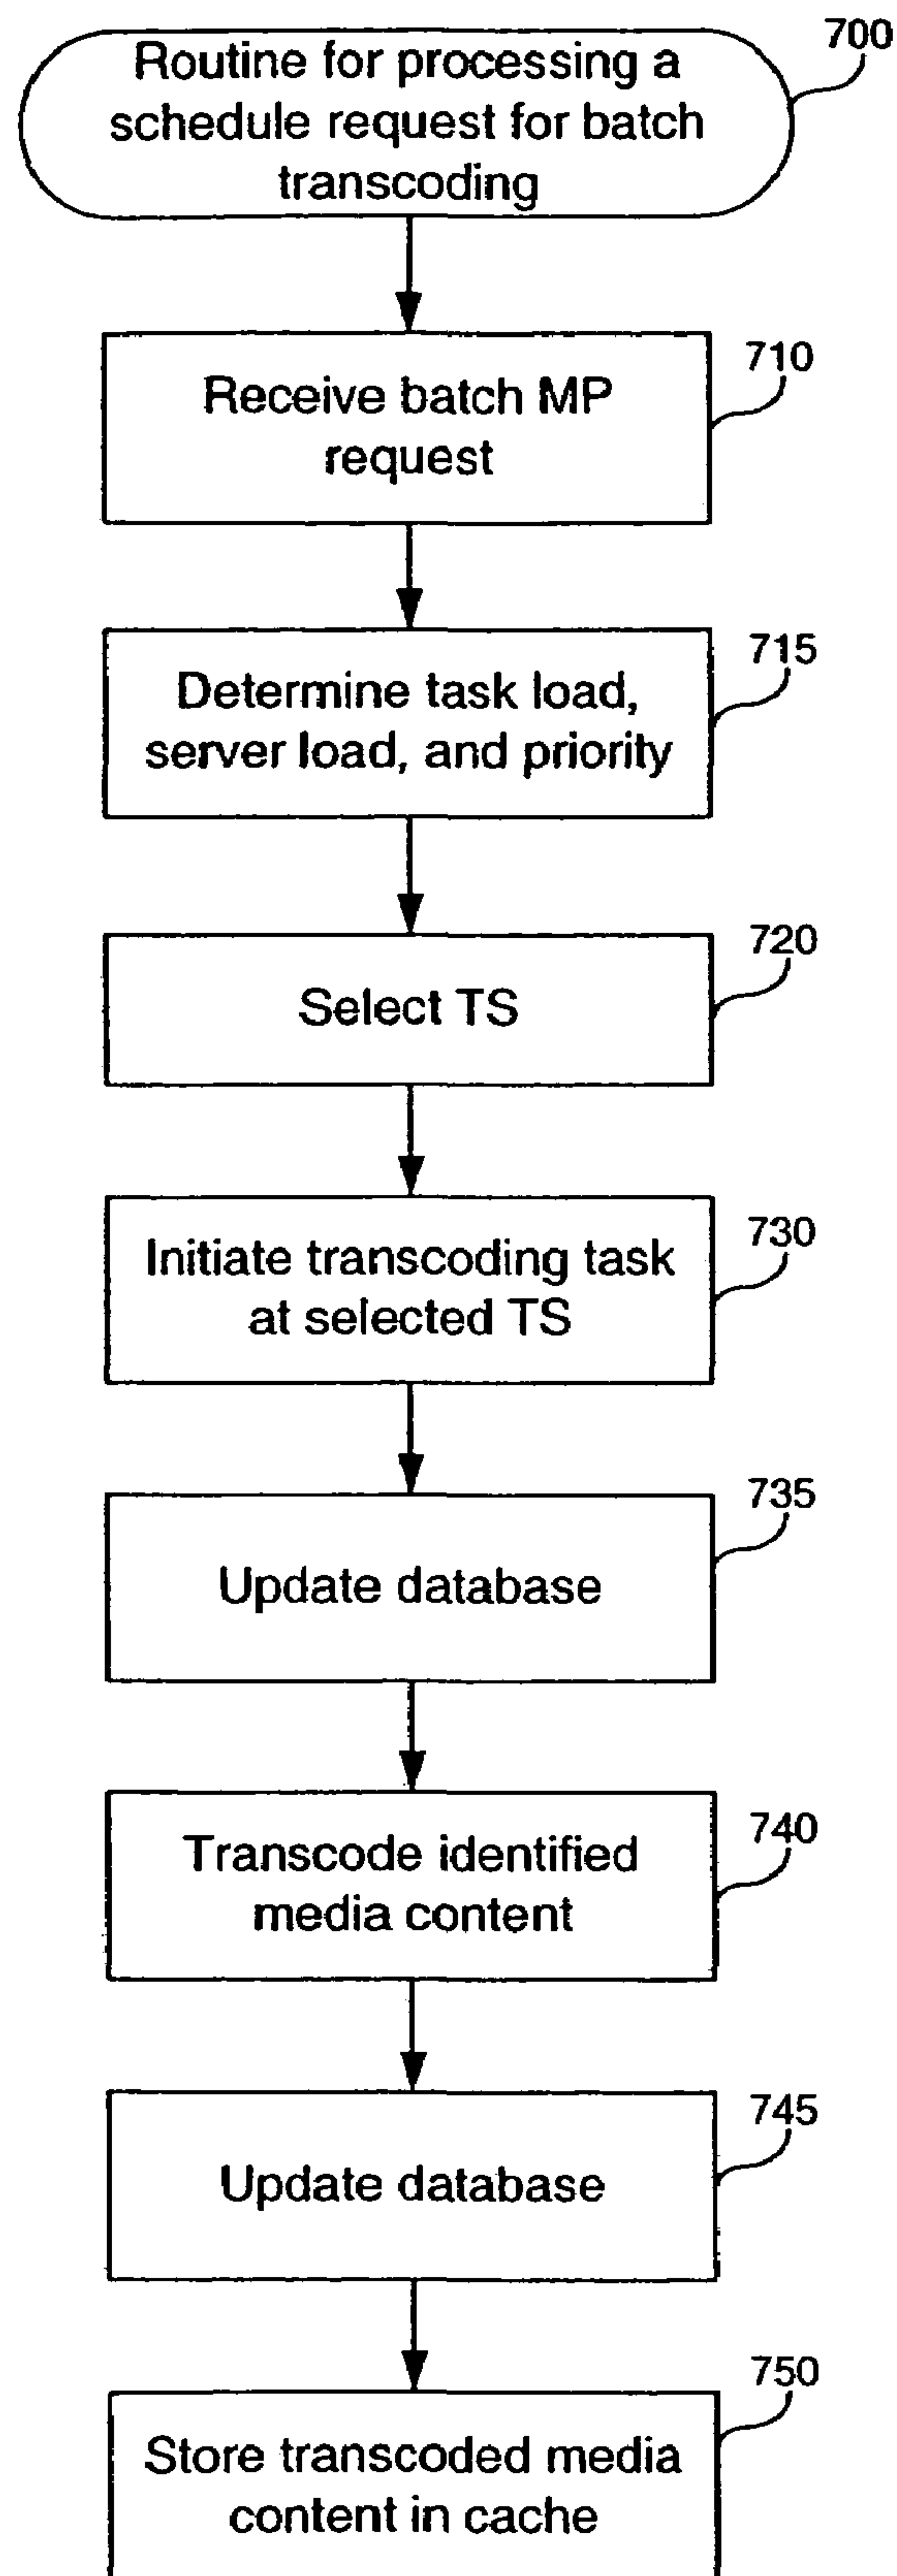 700
Routine for processing a
schedule request for batch
transcoding
710
Receive batch MP
request
715
Determine task load,
server load, and priority
720
Select TS
730
Initiate transcoding task
at selected TS
735
Update database
740
Transcode identified
media content
745
Update database
750
Store transcoded media
content in cache